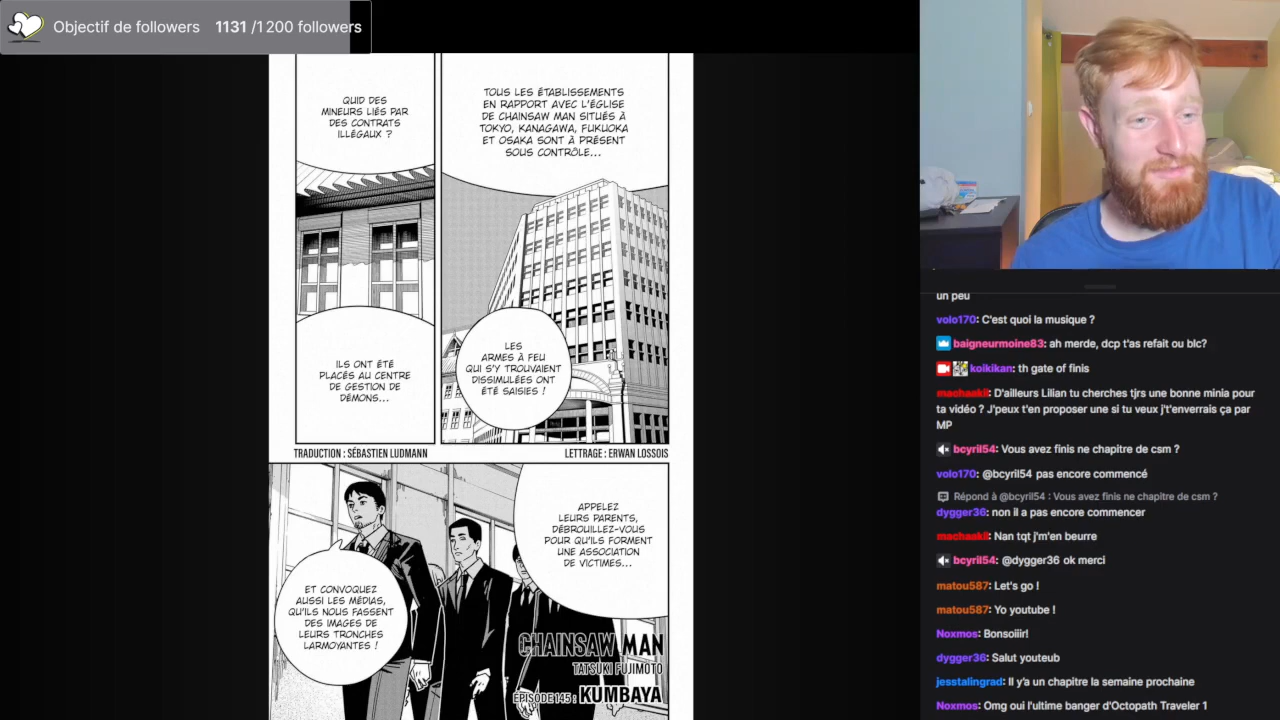 Objectif de followers 1131 /1 200 followers
TOUS LES ÉTABLISSEMENTS
EN RAPPORT AVEC L'ÉGLISE
DE CHAINSAW MAN SITUÉS À
TOKYO, KANAGAWA, FUKUOKA
ET OSAKA SONT À PRÉSENT
SOUS CONTRÔLE...
LES
ARMES À FEU
QUI S'Y TROUVAIENT
DISSIMULÉES ONT
ÉTÉ SAISIES !
QUID DES
MINEURS LIÉS PAR
DES CONTRATS
ILLÉGAUX ?
ILS ONT ÉTÉ
PLACÉS AU CENTRE
DE GESTION DE
DÉMONS...
TRADUCTION : SÉBASTIEN LUDMANN
LETTRAGE : ERWAN LOSSOIS
APPELEZ
LEURS PARENTS,
DÉBROUILLEZ-VOUS
POUR QU'ILS FORMENT
UNE ASSOCIATION
DE VICTIMES...
ET CONVOQUEZ
AUSSI LES MÉDIAS,
QU'ILS NOUS FASSENT
DES IMAGES DE
LEURS TRONCHES
LARMOYANTES !
CHAINSAW MAN
TATSUKI FUJIMOTO
ÉPISODE 145 : KUMBAYA
un peu
volo170: C'est quoi la musique ?
baigneurmoine83: ah merde, dcp t'as refait ou blc?
koikikan: th gate of finis
machaakii: D'ailleurs Lilian tu cherches tjrs une bonne minia pour
ta vidéo ? J'peux t'en proposer une si tu veux j't'enverrais ça par
MP
bcyril54: Vous avez finis ne chapitre de csm ?
volo170: @bcyril54 pas encore commencé
Répond à @bcyril54 : Vous avez finis ne chapitre de csm ?
dygger36: non il a pas encore commencer
machaakii: Nan tqt j'm'en beurre
bcyril54: @dygger36 ok merci
matou587: Let's go !
matou587: Yo youtube !
Noxmos: Bonsoiiir!
dygger36: Salut youteub
jesstalingrad: Il y'a un chapitre la semaine prochaine
Noxmos: Omg oui l'ultime banger d'Octopath Traveler 1